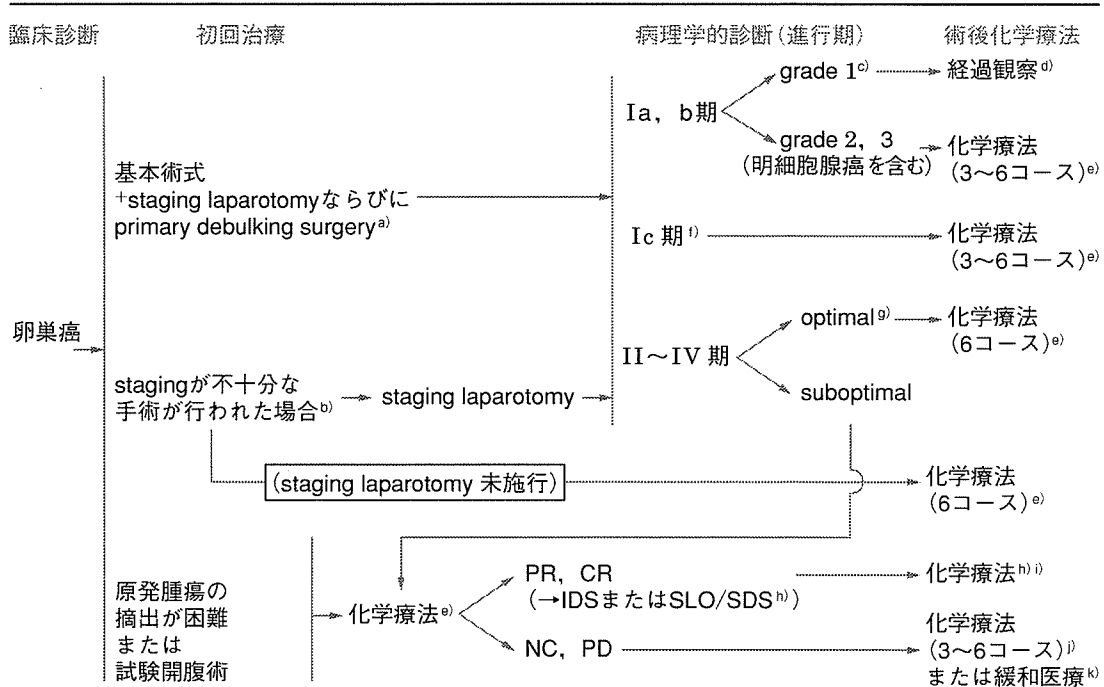 臨床診断 初回治療 病理学的診断（進行期） 術後化学療法
grade 1c) 経過観察d)
Ia，b期
grade 2，3
（明細胞腺癌を含む） 化学療法
（3〜6コース）e)
基本術式
+staging laparotomyならびに
primary debulking surgerya)
Ic 期f) 化学療法
（3〜6コース）e)
卵巣癌
optimalg) 化学療法
（6コース）e)
II〜IV 期
suboptimal
stagingが不十分な
手術が行われた場合b) staging laparotomy
（staging laparotomy 未施行） 化学療法
（6コース）e)
原発腫瘍の
摘出が困難
または
試験開腹術
化学療法e)
PR，CR
（→IDSまたはSLO/SDSh)） 化学療法h) i)
NC，PD 化学療法
（3〜6コース）j)
または緩和医療k)